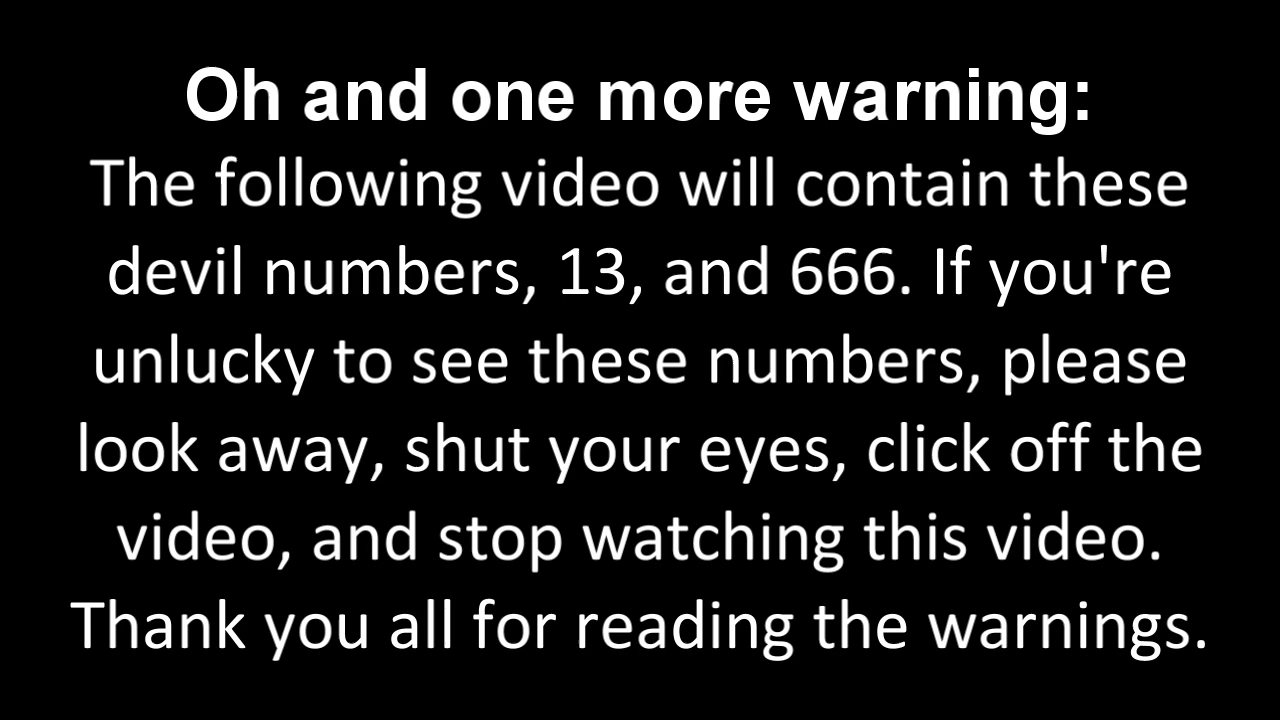 Oh and one more warning:
The following video will contain these
devil numbers, 13, and 666. If you're
unlucky to see these numbers, please
look away, shut your eyes, click off the
video, and stop watching this video.
Thank you all for reading the warnings.